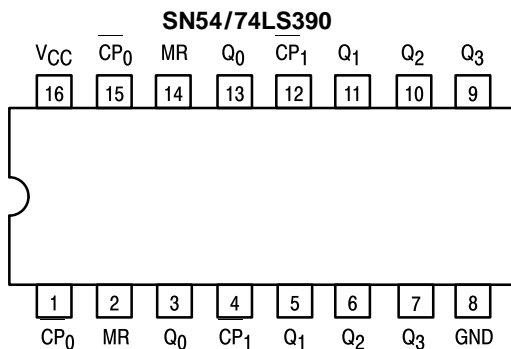 SN54/74LS390
VCC CP0 MR Q0 CP1 Q1 Q2 Q3
16 15 14 13 12 11 10 9
1 2 3 4 5 6 7 8
CP0 MR Q0 CP1 Q1 Q2 Q3 GND